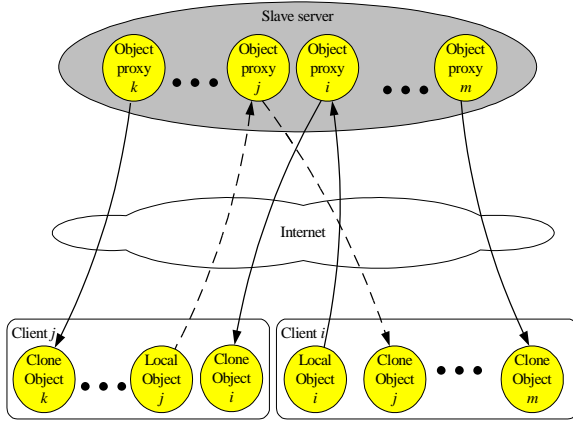 Slave server
Object
proxy
k
Object
proxy
j
Object
proxy
i
Object
proxy
m
Internet
Client j
Clone
Object
k
Local
Object
j
Clone
Object
i
Client i
Local
Object
i
Clone
Object
j
Clone
Object
m